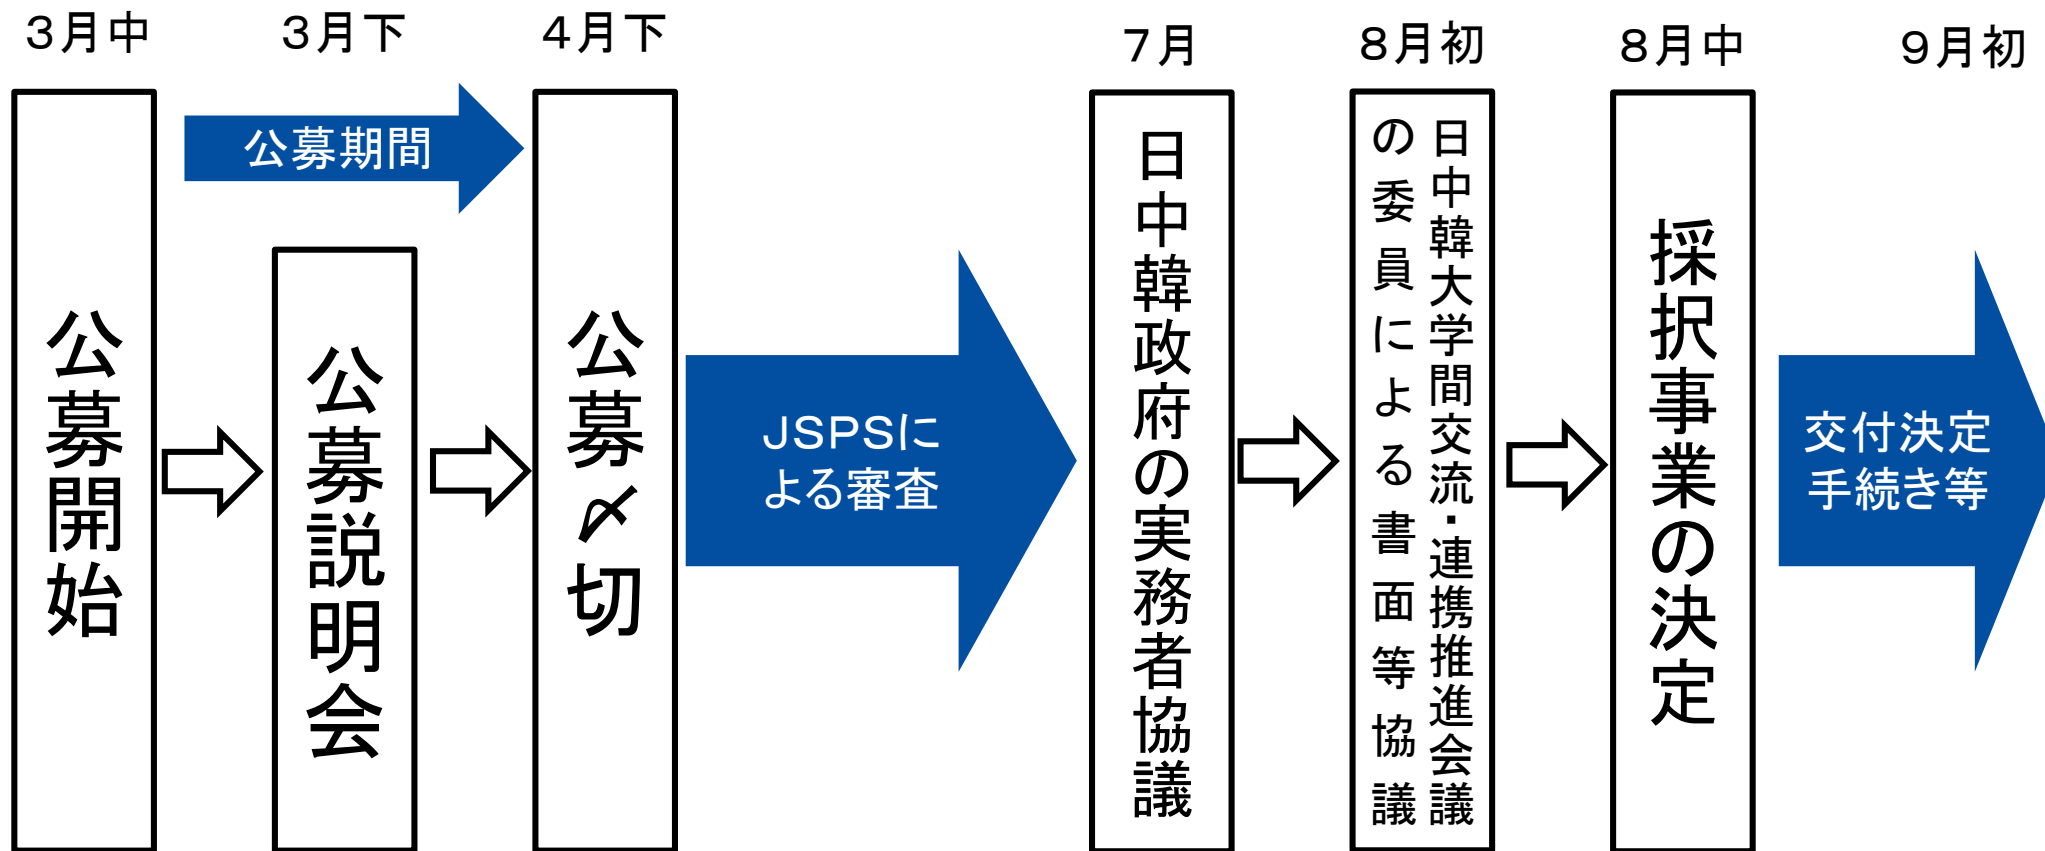 ３月中
３月下
４月下
７月
８月初
８月中
９月初
公募期間
公募開始
公募説明会
公募〆切
JSPSに
よる審査
日中韓政府の実務者協議
日中韓大学間交流・連携推進会議
の委員による書面等協議
採択事業の決定
交付決定
手続き等